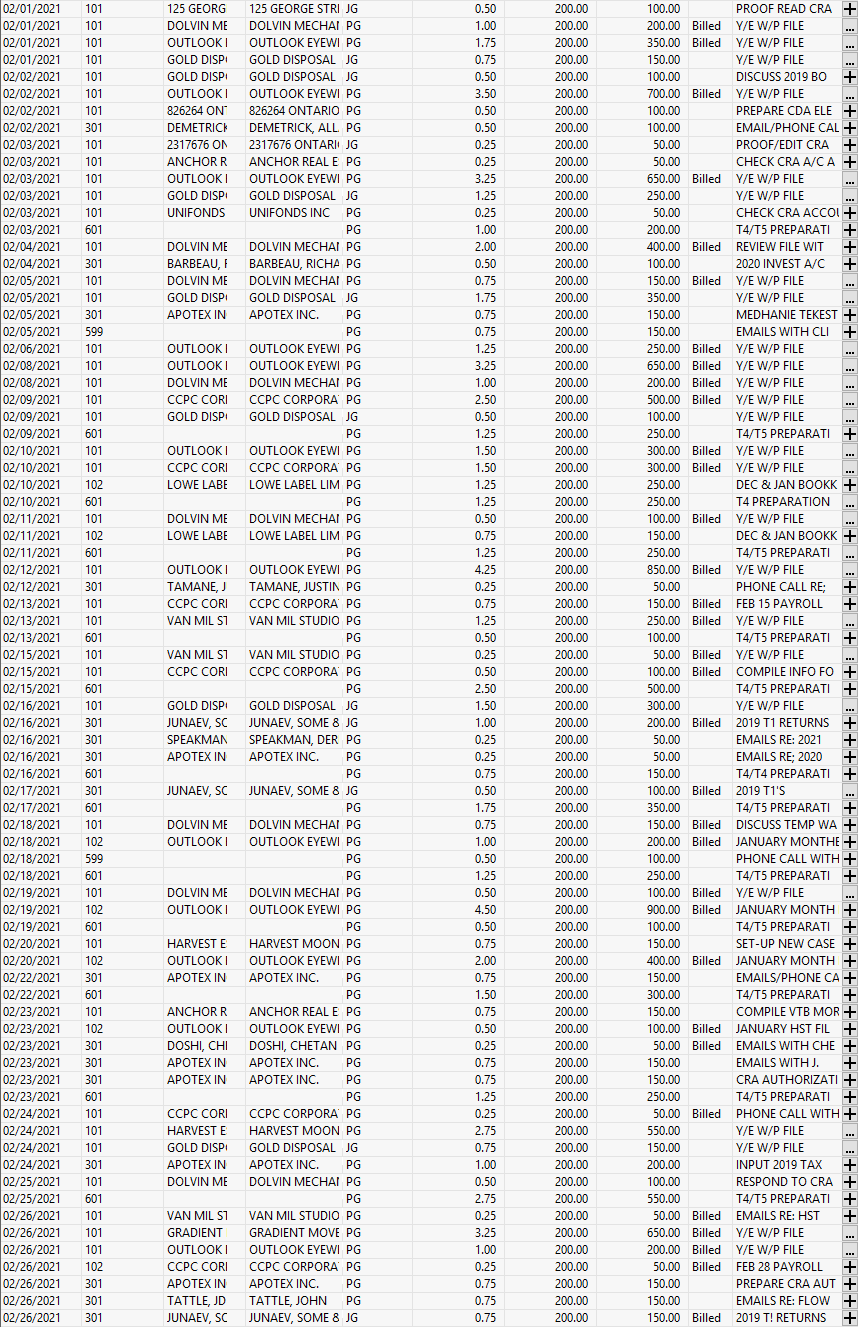 02/01/2021 101 125 GEORG 125 GEORGE STRI JG 0.50 200.00 100.00 PROOF READ CRA +
02/01/2021 101 DOLVIN ME DOLVIN MECHAI PG 1.00 200.00 200.00 Billed Y/E W/P FILE ...
02/01/2021 101 OUTLOOK I OUTLOOK EYEWI PG 1.75 200.00 350.00 Billed Y/E W/P FILE ...
02/01/2021 101 GOLD DISP( GOLD DISPOSAL JG 0.75 200.00 150.00 Y/E W/P FILE ...
02/02/2021 101 GOLD DISP( GOLD DISPOSAL JG 0.50 200.00 100.00 DISCUSS 2019 BO +
02/02/2021 101 OUTLOOK I OUTLOOK EYEWI PG 3.50 200.00 700.00 Billed Y/E W/P FILE ...
02/02/2021 101 826264 ONT 826264 ONTARIO PG 0.50 200.00 100.00 PREPARE CDA ELE +
02/02/2021 301 DEMETRICK DEMETRICK, ALL PG 0.50 200.00 100.00 EMAIL/PHONE CAL +
02/03/2021 101 2317676 ON 2317676 ONTARI JG 0.25 200.00 50.00 PROOF/EDIT CRA +
02/03/2021 101 ANCHOR R ANCHOR REAL E PG 0.25 200.00 50.00 CHECK CRA A/C A +
02/03/2021 101 OUTLOOK I OUTLOOK EYEWI PG 3.25 200.00 650.00 Billed Y/E W/P FILE ...
02/03/2021 101 GOLD DISP( GOLD DISPOSAL JG 1.25 200.00 250.00 Y/E W/P FILE ...
02/03/2021 101 UNIFONDS UNIFONDS INC PG 0.25 200.00 50.00 CHECK CRA ACCOU +
02/03/2021 601 PG 1.00 200.00 200.00 T4/T5 PREPARATI +
02/04/2021 101 DOLVIN ME DOLVIN MECHAI PG 2.00 200.00 400.00 Billed REVIEW FILE WIT +
02/04/2021 301 BARBEAU, F BARBEAU, RICHA PG 0.50 200.00 100.00 2020 INVEST A/C +
02/05/2021 101 DOLVIN ME DOLVIN MECHAI PG 0.75 200.00 150.00 Billed Y/E W/P FILE ...
02/05/2021 101 GOLD DISP( GOLD DISPOSAL JG 1.75 200.00 350.00 Y/E W/P FILE ...
02/05/2021 301 APOTEX IN APOTEX INC. PG 0.75 200.00 150.00 MEDHANIE TEKEST +
02/05/2021 599 PG 0.75 200.00 150.00 EMAILS WITH CLI +
02/06/2021 101 OUTLOOK I OUTLOOK EYEWI PG 1.25 200.00 250.00 Billed Y/E W/P FILE ...
02/08/2021 101 OUTLOOK I OUTLOOK EYEWI PG 3.25 200.00 650.00 Billed Y/E W/P FILE ...
02/08/2021 101 DOLVIN ME DOLVIN MECHAI PG 1.00 200.00 200.00 Billed Y/E W/P FILE ...
02/09/2021 101 CCPC CORI CCPC CORPORA' PG 2.50 200.00 500.00 Billed Y/E W/P FILE ...
02/09/2021 101 GOLD DISP( GOLD DISPOSAL JG 0.50 200.00 100.00 Y/E W/P FILE ...
02/09/2021 601 PG 1.25 200.00 250.00 T4/T5 PREPARATI +
02/10/2021 101 OUTLOOK I OUTLOOK EYEWI PG 1.50 200.00 300.00 Billed Y/E W/P FILE ...
02/10/2021 101 CCPC CORI CCPC CORPORA' PG 1.50 200.00 300.00 Billed Y/E W/P FILE ...
02/10/2021 102 LOWE LABE LOWE LABEL LIM PG 1.25 200.00 250.00 DEC & JAN BOOKK +
02/10/2021 601 PG 1.25 200.00 250.00 T4 PREPARATION ...
02/11/2021 101 DOLVIN ME DOLVIN MECHAI PG 0.50 200.00 100.00 Billed Y/E W/P FILE ...
02/11/2021 102 LOWE LABE LOWE LABEL LIM PG 0.75 200.00 150.00 DEC & JAN BOOKK +
02/11/2021 601 PG 1.25 200.00 250.00 T4/T5 PREPARATI ...
02/12/2021 101 OUTLOOK I OUTLOOK EYEWI PG 4.25 200.00 850.00 Billed Y/E W/P FILE ...
02/12/2021 301 TAMANE, J TAMANE, JUSTIN PG 0.25 200.00 50.00 PHONE CALL RE; +
02/13/2021 101 CCPC CORI CCPC CORPORA' PG 0.75 200.00 150.00 Billed FEB 15 PAYROLL +
02/13/2021 101 VAN MIL ST VAN MIL STUDIO PG 1.25 200.00 250.00 Billed Y/E W/P FILE ...
02/13/2021 601 PG 0.50 200.00 100.00 T4/T5 PREPARATI +
02/15/2021 101 VAN MIL ST VAN MIL STUDIO PG 0.25 200.00 50.00 Billed Y/E W/P FILE ...
02/15/2021 101 CCPC CORI CCPC CORPORA' PG 0.50 200.00 100.00 Billed COMPILE INFO FO +
02/15/2021 601 PG 2.50 200.00 500.00 T4/T5 PREPARATI +
02/16/2021 101 GOLD DISP( GOLD DISPOSAL JG 1.50 200.00 300.00 Y/E W/P FILE ...
02/16/2021 301 JUNAEV, SC JUNAEV, SOME & JG 1.00 200.00 200.00 Billed 2019 T1 RETURNS +
02/16/2021 301 SPEAKMAN SPEAKMAN, DER PG 0.25 200.00 50.00 EMAILS RE: 2021 +
02/16/2021 301 APOTEX IN APOTEX INC. PG 0.25 200.00 50.00 EMAILS RE; 2020 +
02/16/2021 601 PG 0.75 200.00 150.00 T4/T4 PREPARATI +
02/17/2021 301 JUNAEV, SC JUNAEV, SOME & JG 0.50 200.00 100.00 Billed 2019 T1'S ...
02/17/2021 601 PG 1.75 200.00 350.00 T4/T5 PREPARATI +
02/18/2021 101 DOLVIN ME DOLVIN MECHAI PG 0.75 200.00 150.00 Billed DISCUSS TEMP WA +
02/18/2021 102 OUTLOOK I OUTLOOK EYEWI PG 1.00 200.00 200.00 Billed JANUARY MONTHE +
02/18/2021 599 PG 0.50 200.00 100.00 PHONE CALL WITH +
02/18/2021 601 PG 1.25 200.00 250.00 T4/T5 PREPARATI +
02/19/2021 101 DOLVIN ME DOLVIN MECHAI PG 0.50 200.00 100.00 Billed Y/E W/P FILE ...
02/19/2021 102 OUTLOOK I OUTLOOK EYEWI PG 4.50 200.00 900.00 Billed JANUARY MONTH +
02/19/2021 601 PG 0.50 200.00 100.00 T4/T5 PREPARATI +
02/20/2021 101 HARVEST E HARVEST MOON PG 0.75 200.00 150.00 SET-UP NEW CASE +
02/20/2021 102 OUTLOOK I OUTLOOK EYEWI PG 2.00 200.00 400.00 Billed JANUARY MONTH +
02/22/2021 301 APOTEX IN APOTEX INC. PG 0.75 200.00 150.00 EMAILS/PHONE CA +
02/22/2021 601 PG 1.50 200.00 300.00 T4/T5 PREPARATI +
02/23/2021 101 ANCHOR R ANCHOR REAL E PG 0.75 200.00 150.00 COMPILE VTB MOR +
02/23/2021 102 OUTLOOK I OUTLOOK EYEWI PG 0.50 200.00 100.00 Billed JANUARY HST FIL +
02/23/2021 301 DOSHI, CHI DOSHI, CHETAN PG 0.25 200.00 50.00 Billed EMAILS WITH CHE +
02/23/2021 301 APOTEX IN APOTEX INC. PG 0.75 200.00 150.00 EMAILS WITH J. +
02/23/2021 301 APOTEX IN APOTEX INC. PG 0.75 200.00 150.00 CRA AUTHORIZATI +
02/23/2021 601 PG 1.25 200.00 250.00 T4/T5 PREPARATI +
02/24/2021 101 CCPC CORI CCPC CORPORA' PG 0.25 200.00 50.00 Billed PHONE CALL WITH +
02/24/2021 101 HARVEST E HARVEST MOON PG 2.75 200.00 550.00 Y/E W/P FILE ...
02/24/2021 101 GOLD DISP( GOLD DISPOSAL JG 0.75 200.00 150.00 Y/E W/P FILE ...
02/24/2021 301 APOTEX IN APOTEX INC. PG 1.00 200.00 200.00 INPUT 2019 TAX +
02/25/2021 101 DOLVIN ME DOLVIN MECHAI PG 0.50 200.00 100.00 RESPOND TO CRA +
02/25/2021 601 PG 2.75 200.00 550.00 T4/T5 PREPARATI +
02/26/2021 101 VAN MIL ST VAN MIL STUDIO PG 0.25 200.00 50.00 Billed EMAILS RE: HST +
02/26/2021 101 GRADIENT GRADIENT MOVE PG 3.25 200.00 650.00 Billed Y/E W/P FILE ...
02/26/2021 101 OUTLOOK I OUTLOOK EYEWI PG 1.00 200.00 200.00 Billed Y/E W/P FILE ...
02/26/2021 102 CCPC CORI CCPC CORPORA' PG 0.25 200.00 50.00 Billed FEB 28 PAYROLL +
02/26/2021 301 APOTEX IN APOTEX INC. PG 0.75 200.00 150.00 PREPARE CRA AUT +
02/26/2021 301 TATTLE, JD TATTLE, JOHN PG 0.75 200.00 150.00 EMAILS RE: FLOW +
02/26/2021 301 JUNAEV, SC JUNAEV, SOME & JG 0.75 200.00 150.00 Billed 2019 T! RETURNS +